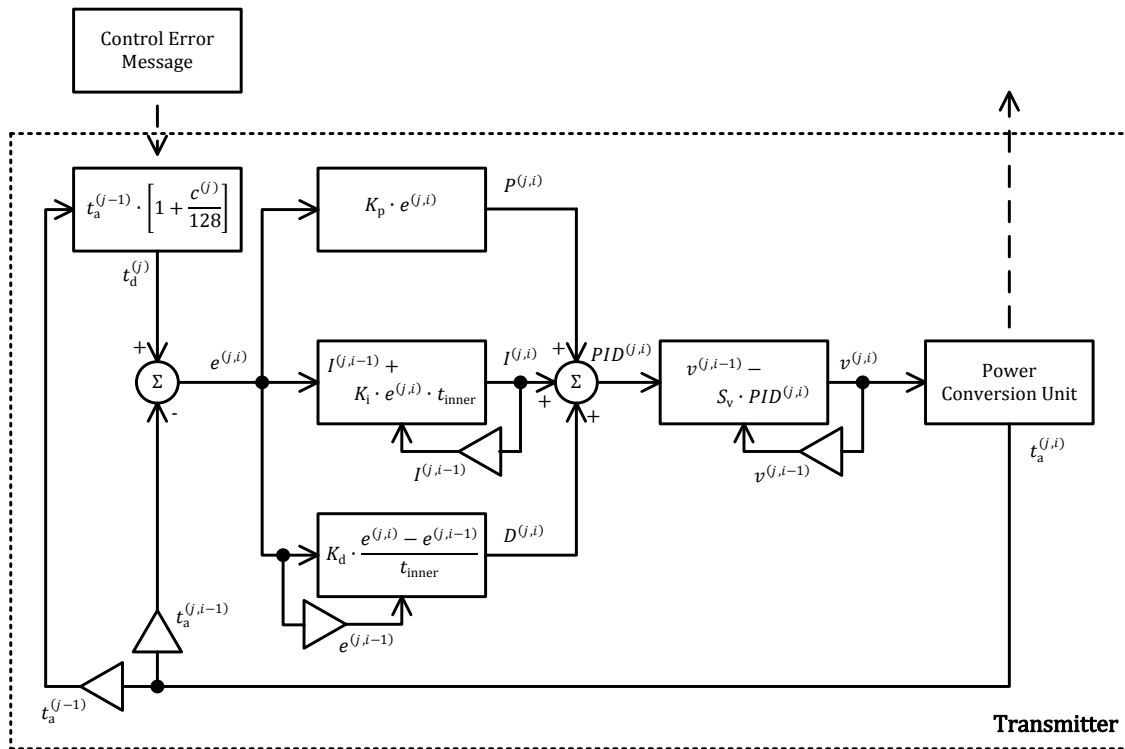 Control Error
Message
t_a^{(j−1)} · [1 + c^{(j)}/128]
t_d^{(j)}
+
Σ
-
e^{(j,i)}
K_p · e^{(j,i)}
P^{(j,i)}
I^{(j,i−1)} +
K_i · e^{(j,i)} · t_inner
I^{(j,i)}
I^{(j,i−1)}
K_d · (e^{(j,i)} − e^{(j,i−1)})/t_inner
D^{(j,i)}
e^{(j,i−1)}
+
+
+
Σ
PID^{(j,i)}
v^{(j,i−1)} −
S_v · PID^{(j,i)}
v^{(j,i)}
v^{(j,i−1)}
Power
Conversion Unit
t_a^{(j,i)}
t_a^{(j,i−1)}
t_a^{(j−1)}
Transmitter